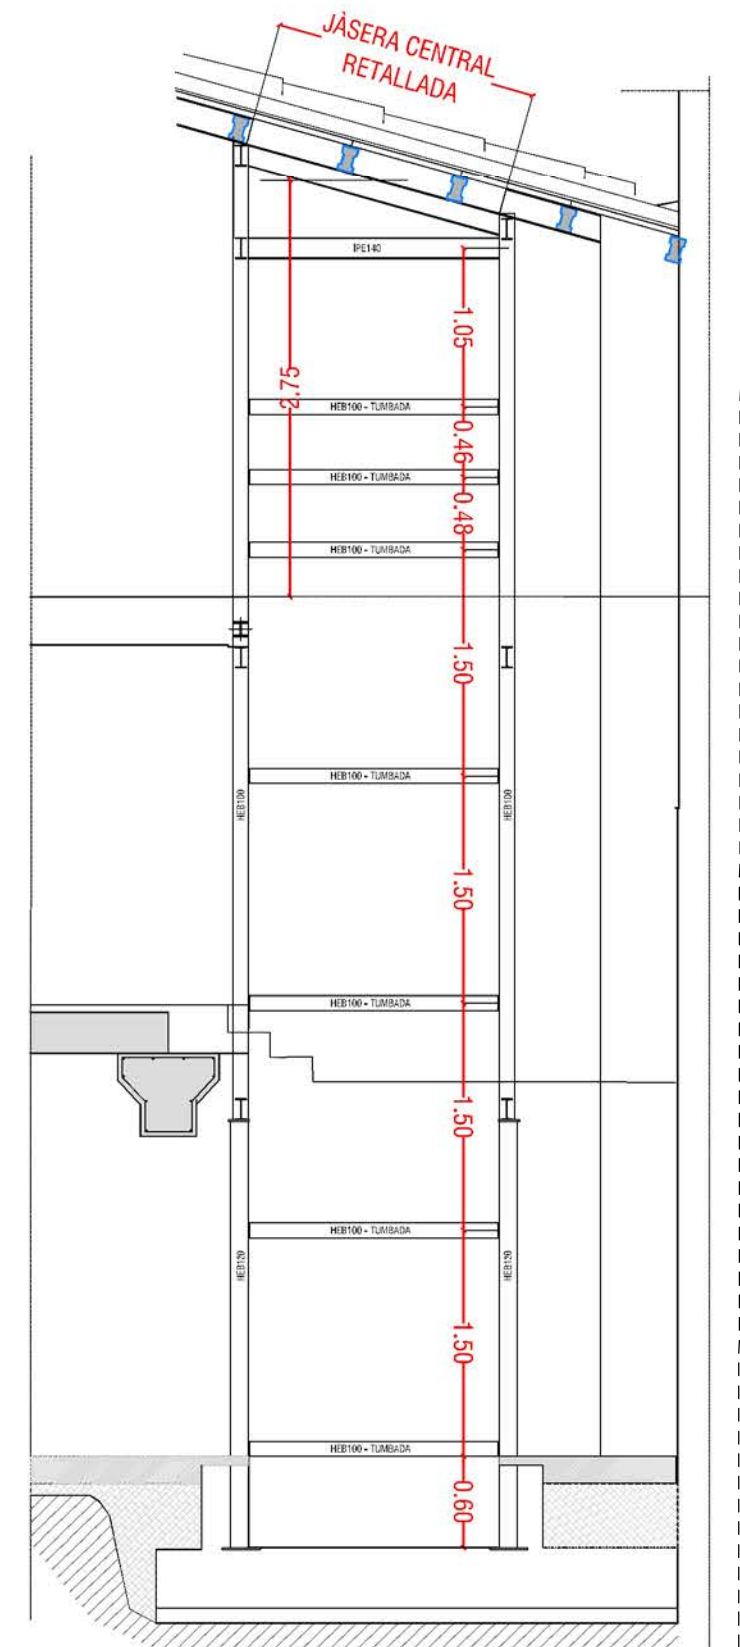 JÀSERA CENTRAL
RETALLADA
IPE140
1.05
2.75
HEB100 - TUMBADA
0.46
HEB100 - TUMBADA
0.48
HEB100 - TUMBADA
1.50
HEB100 - TUMBADA
HEB100
HEB100
1.50
HEB100 - TUMBADA
1.50
HEB100 - TUMBADA
HEB120
HEB120
1.50
HEB100 - TUMBADA
0.60